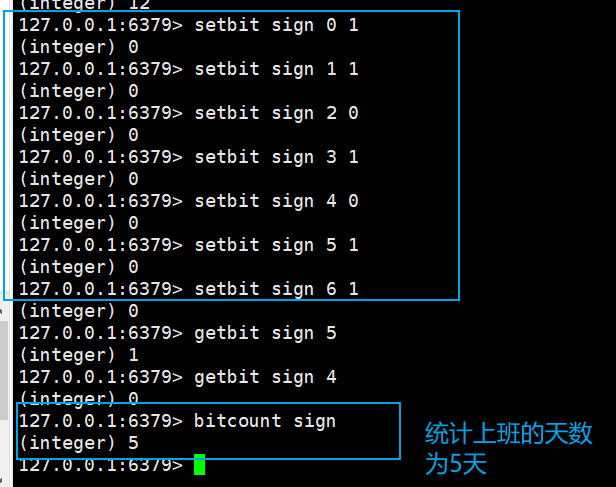 (integer) 12
127.0.0.1:6379> setbit sign 0 1
(integer) 0
127.0.0.1:6379> setbit sign 1 1
(integer) 0
127.0.0.1:6379> setbit sign 2 0
(integer) 0
127.0.0.1:6379> setbit sign 3 1
(integer) 0
127.0.0.1:6379> setbit sign 4 0
(integer) 0
127.0.0.1:6379> setbit sign 5 1
(integer) 0
127.0.0.1:6379> setbit sign 6 1
(integer) 0
127.0.0.1:6379> getbit sign 5
(integer) 1
127.0.0.1:6379> getbit sign 4
(integer) 0
127.0.0.1:6379> bitcount sign
(integer) 5
127.0.0.1:6379>
统计上班的天数
为5天